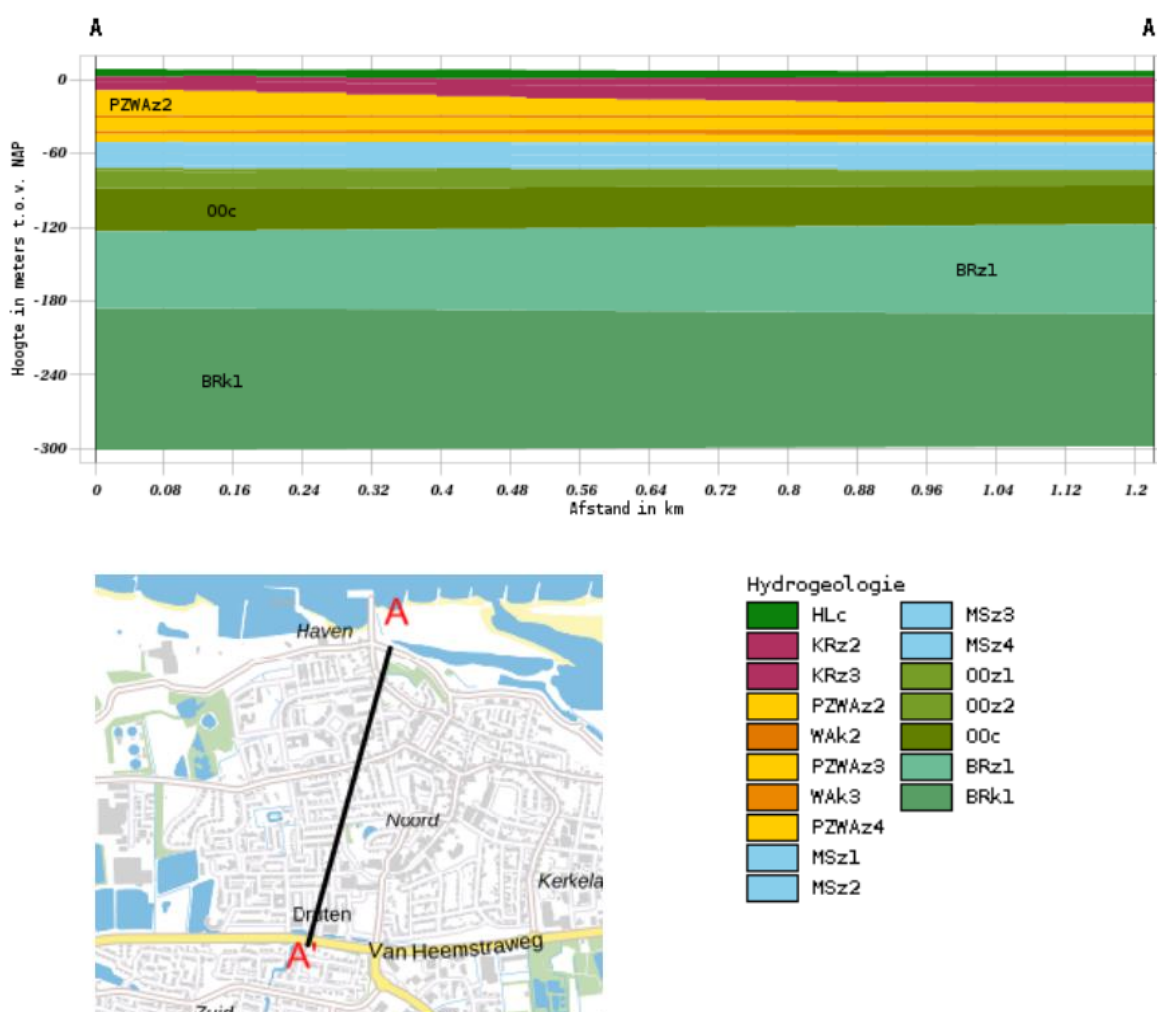 A A
0
PZWAz2
-60
OOc
-120
BRz1
-180
-240
BRk1
-300
Hoogte in meters t.o.v. NAP
0 0.08 0.16 0.24 0.32 0.4 0.48 0.56 0.64 0.72 0.8 0.88 0.96 1.04 1.12 1.2
Afstand in km
A
Haven
Noord
Kerkela
Druten
A'
Van Heemstraweg
Zuid
Hydrogeologie
HLc
KRz2
KRz3
PZWAz2
WAk2
PZWAz3
WAk3
PZWAz4
MSz1
MSz2
MSz3
MSz4
OOz1
OOz2
OOc
BRz1
BRk1